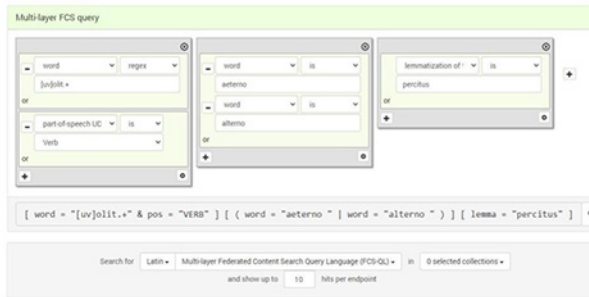 Multi-layer FCS query
word regex
[uv]olit.+
or
part-of-speech UD is
Verb
or
word is
aeterno
word is
alterno
or
lemmatization of is
percitus
or
[ word = "[uv]olit.+" & pos = "VERB" ] [ ( word = "aeterno " | word = "alterno " ) ] [ lemma = "percitus" ]
Search for Latin Multi-layer Federated Content Search Query Language (FCS-QL) in 0 selected collections
and show up to 10 hits per endpoint